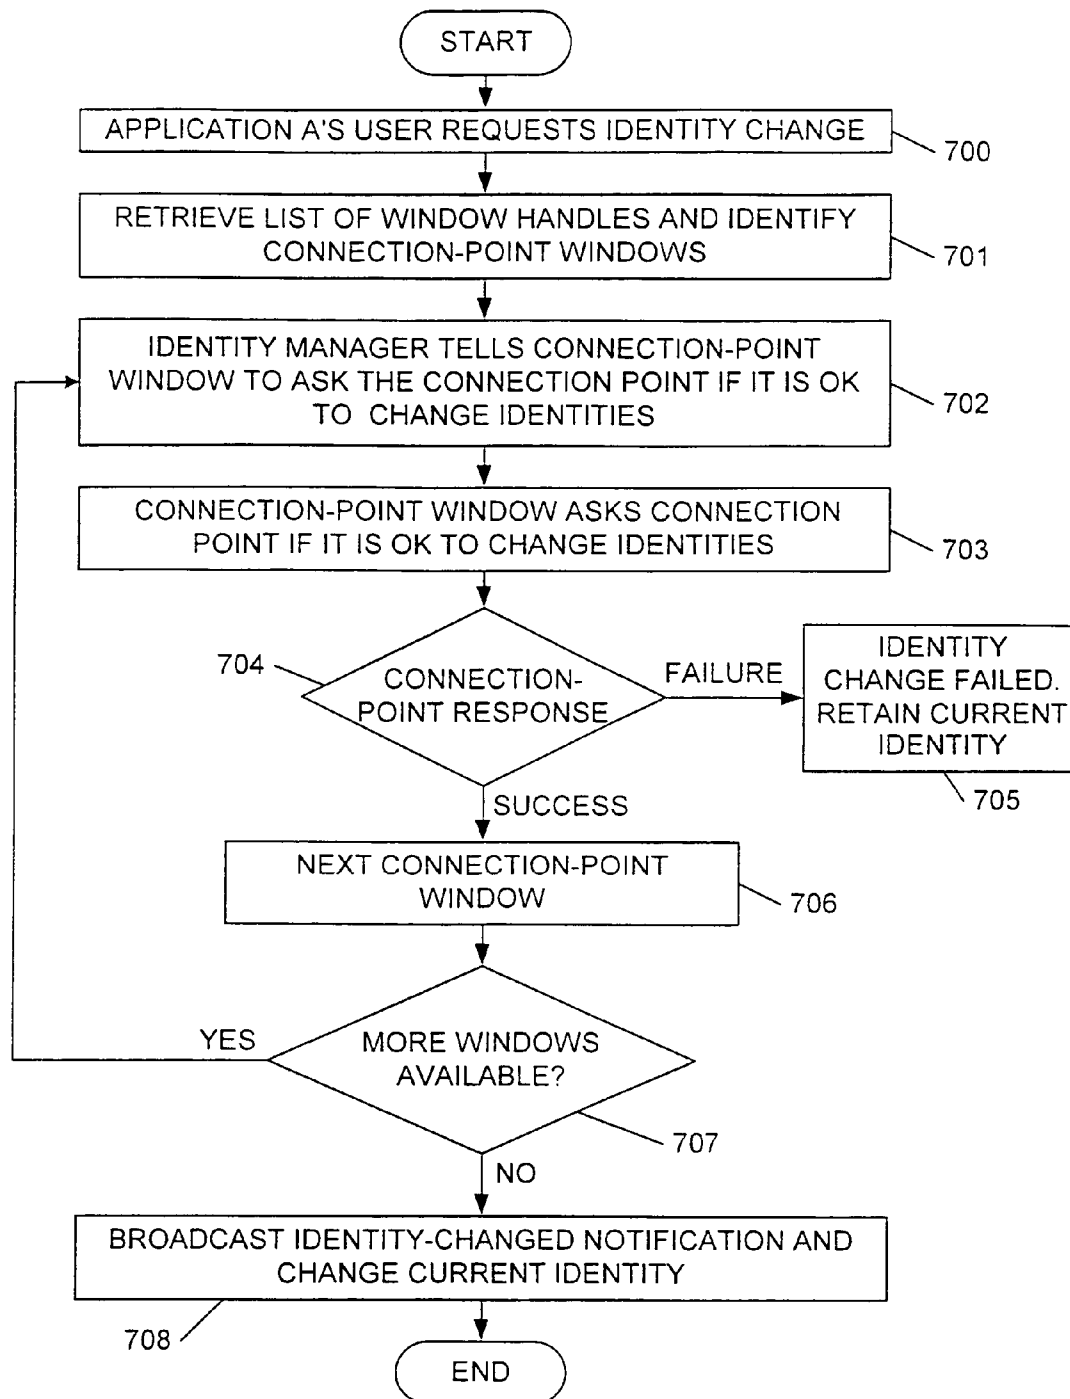 START
APPLICATION A'S USER REQUESTS IDENTITY CHANGE
700
RETRIEVE LIST OF WINDOW HANDLES AND IDENTIFY
CONNECTION-POINT WINDOWS
701
IDENTITY MANAGER TELLS CONNECTION-POINT
WINDOW TO ASK THE CONNECTION POINT IF IT IS OK
TO CHANGE IDENTITIES
702
CONNECTION-POINT WINDOW ASKS CONNECTION
POINT IF IT IS OK TO CHANGE IDENTITIES
703
704
CONNECTION-
POINT RESPONSE
FAILURE
IDENTITY
CHANGE FAILED.
RETAIN CURRENT
IDENTITY
705
SUCCESS
NEXT CONNECTION-POINT
WINDOW
706
YES
MORE WINDOWS
AVAILABLE?
707
NO
BROADCAST IDENTITY-CHANGED NOTIFICATION AND
CHANGE CURRENT IDENTITY
708
END